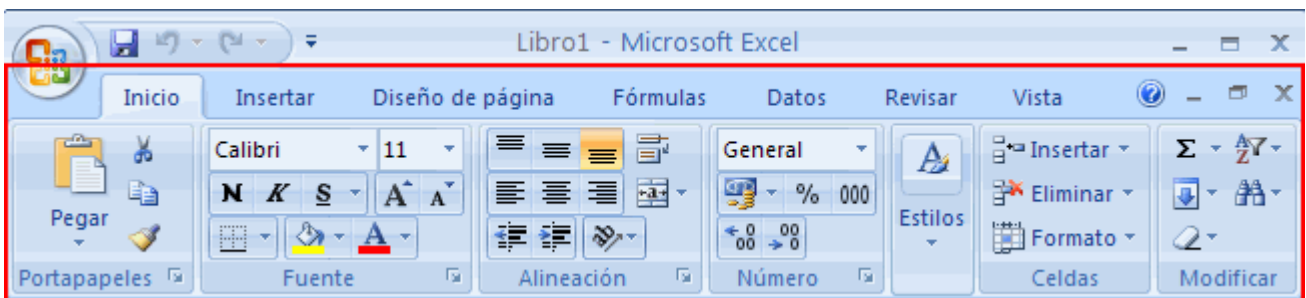 Libro1 - Microsoft Excel
Inicio Insertar Diseño de página Fórmulas Datos Revisar Vista
Calibri 11 General Insertar Σ
N K S A A % 000 Eliminar
Pegar Estilos
A Formato
Portapapeles Fuente Alineación Número Celdas Modificar